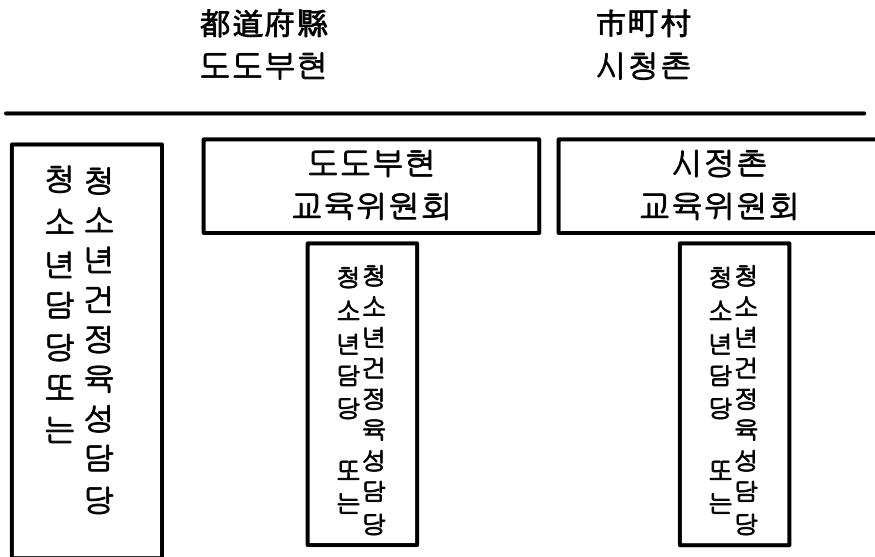 都道府縣
도도부현
市町村
시청촌
청소년담당또는
청소년건정육성담당
도도부현
교육위원회
청소년담당 또는
청소년건정육성담당
시정촌
교육위원회
청소년담당 또는
청소년건정육성담당